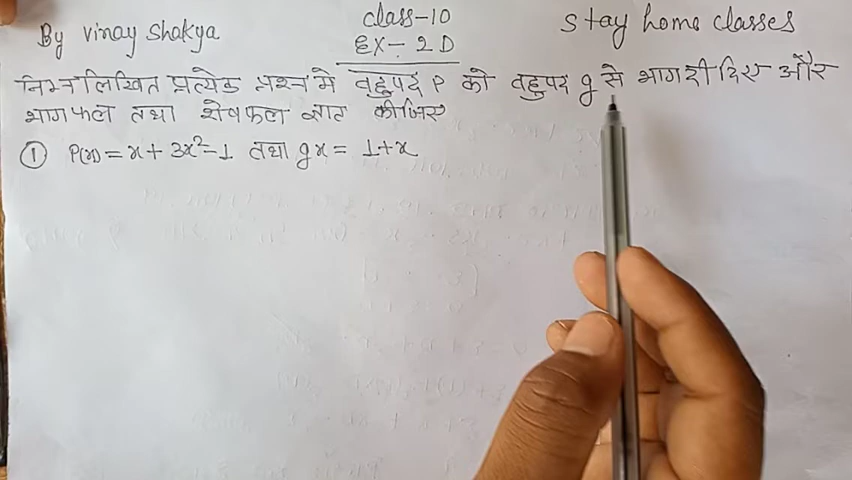 By Vinay Shakya
Class-10
EX- 2D
Stay home classes
निम्नलिखित प्रत्येक प्रश्न मे बहुपद P को बहुपद g से भाग दीजिए और
भागफल तथा शेषफल ज्ञात कीजिए
① P(x) = x + 3x²-1 तथा gx = 1+x